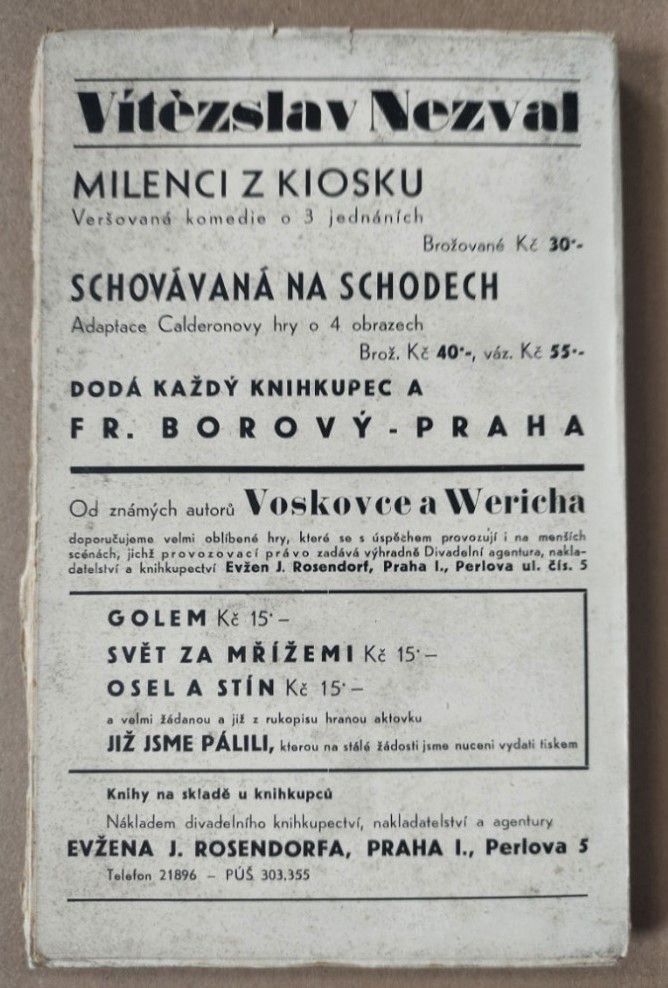 Vítězslav Nezval
MILENCI Z KIOSKU
Veršovaná komedie o 3 jednáních
Brožované Kč 30·-
SCHOVÁVANÁ NA SCHODECH
Adaptace Calderonovy hry o 4 obrazech
Brož. Kč 40·-, váz. Kč 55·-
DODÁ KAŽDÝ KNIHKUPEC A
FR. BOROVÝ - PRAHA
Od známých autorů Voskovce a Wericha
doporučujeme velmi oblíbené hry, které se s úspěchem provozují i na menších
scénách, jichž provozovací právo zadává výhradně Divadelní agentura, nakla-
datelství a knihkupectví Evžen J. Rosendorf, Praha I., Perlova ul. čís. 5
GOLEM Kč 15·–
SVĚT ZA MŘÍŽEMI Kč 15·–
OSEL A STÍN Kč 15·–
a velmi žádanou a již z rukopisu hranou aktovku
JIŽ JSME PÁLILI, kterou na stálé žádosti jsme nuceni vydati tiskem
Knihy na skladě u knihkupců
Nákladem divadelního knihkupectví, nakladatelství a agentury
EVŽENA J. ROSENDORFA, PRAHA I., Perlova 5
Telefon 21896 – PÚŠ 303.355